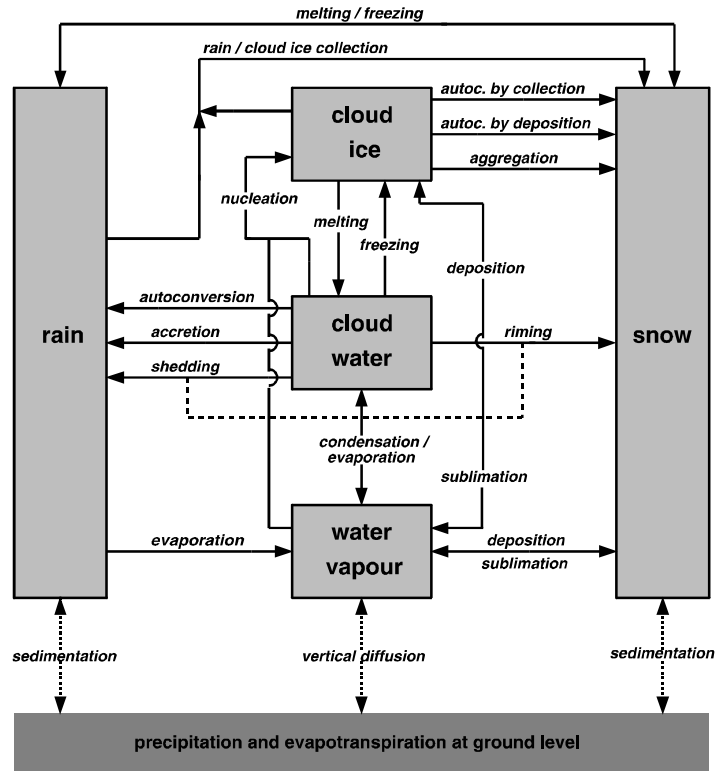 melting / freezing
rain / cloud ice collection
autoc. by collection
cloud
ice
autoc. by deposition
aggregation
nucleation
melting
freezing
deposition
autoconversion
rain
accretion
cloud
water
riming
snow
shedding
condensation /
evaporation
sublimation
evaporation
water
vapour
deposition
sublimation
sedimentation
vertical diffusion
sedimentation
precipitation and evapotranspiration at ground level